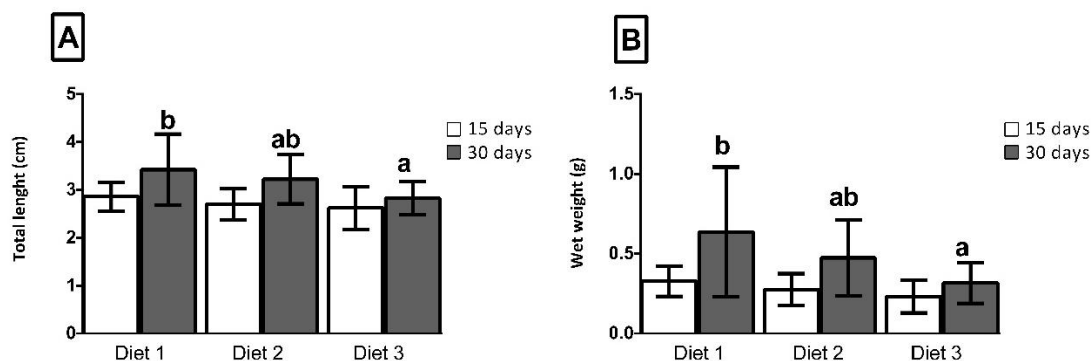 A
Total lenght (cm)
5
4
3
2
1
0
b
ab
a
15 days
30 days
Diet 1 Diet 2 Diet 3
B
Wet weight (g)
1.5
1.0
0.5
0.0
b
ab
a
15 days
30 days
Diet 1 Diet 2 Diet 3